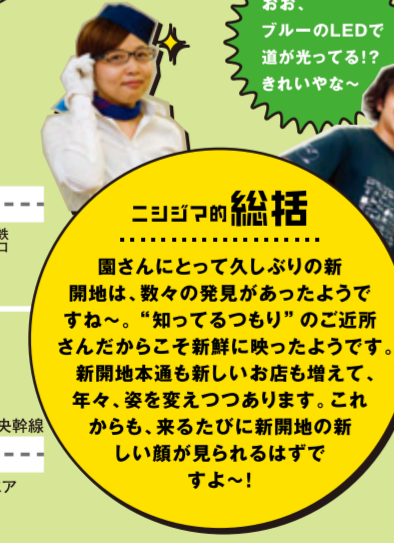 おお、
ブルーのLEDで
道が光ってる!?
きれいやな〜
ニシジマ的 総括
園さんにとって久しぶりの新
開地は、数々の発見があったようで
すね〜。“知ってるつもり”のご近所
さんだからこそ新鮮に映ったようです。
新開地本通も新しいお店も増えて、
年々、姿を変えつつあります。これ
からも、来るたびに新開地の新
しい顔が見られるはずで
すよ〜!
鉄
口
央幹線
ア